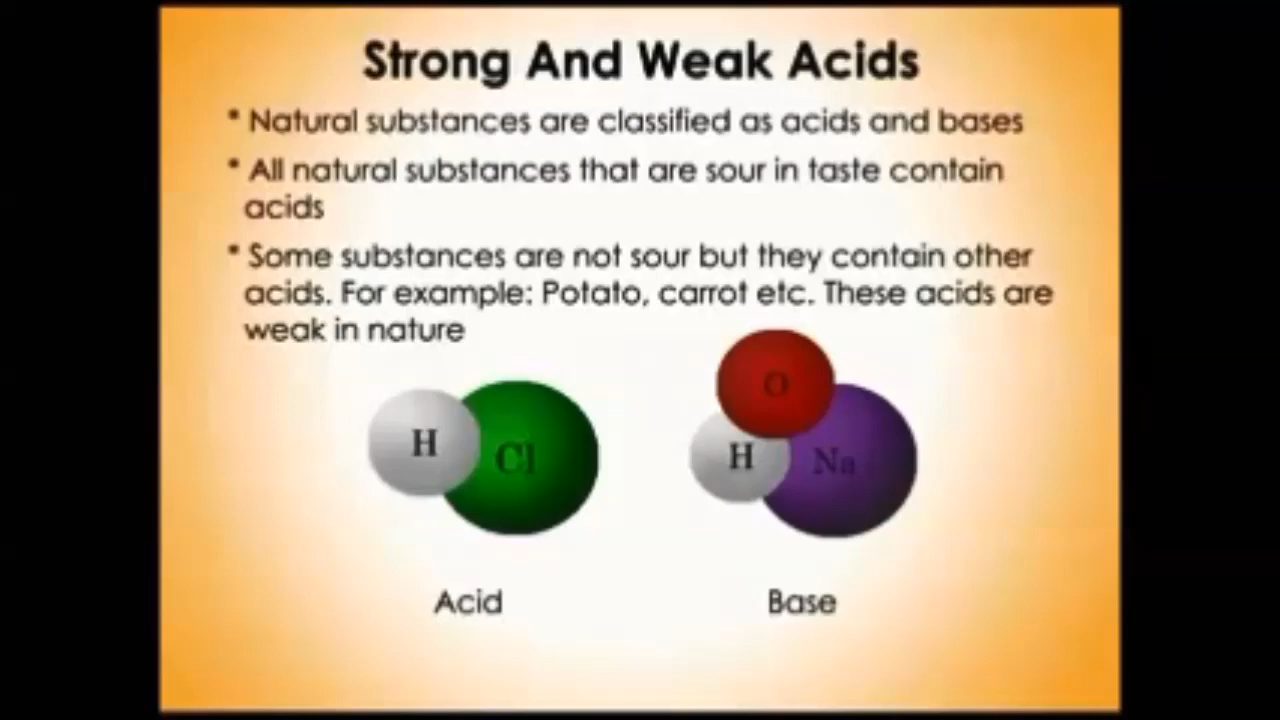 Strong And Weak Acids
* Natural substances are classified as acids and bases
* All natural substances that are sour in taste contain
acids
* Some substances are not sour but they contain other
acids. For example: Potato, carrot etc. These acids are
weak in nature
O
H Cl
H Na
Acid
Base